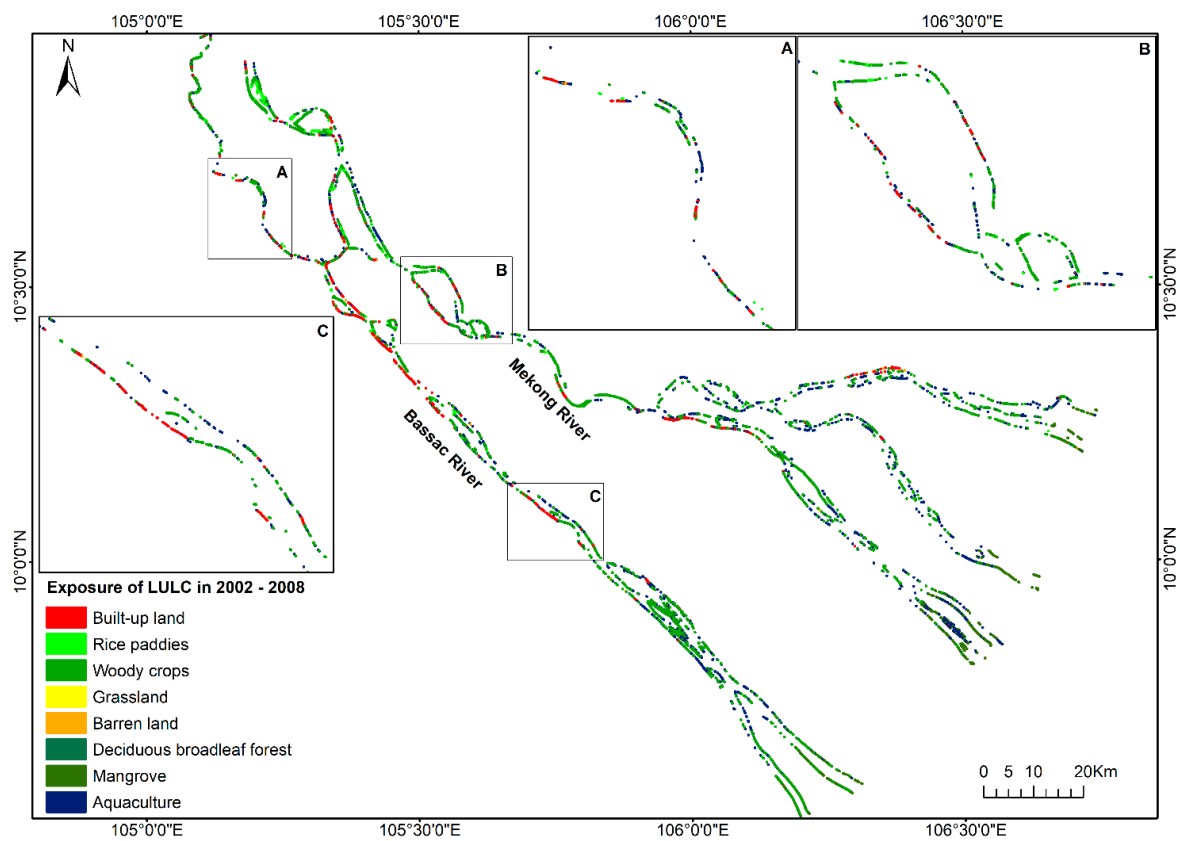 105°0'0"E
105°30'0"E
106°0'0"E
106°30'0"E
N
A
B
A
B
10°30'0"N
10°30'0"N
C
Mekong River
Bassac River
C
10°0'0"N
10°0'0"N
Exposure of LULC in 2002 - 2008
Built-up land
Rice paddies
Woody crops
Grassland
Barren land
Deciduous broadleaf forest
Mangrove
Aquaculture
0 5 10 20Km
105°0'0"E
105°30'0"E
106°0'0"E
106°30'0"E